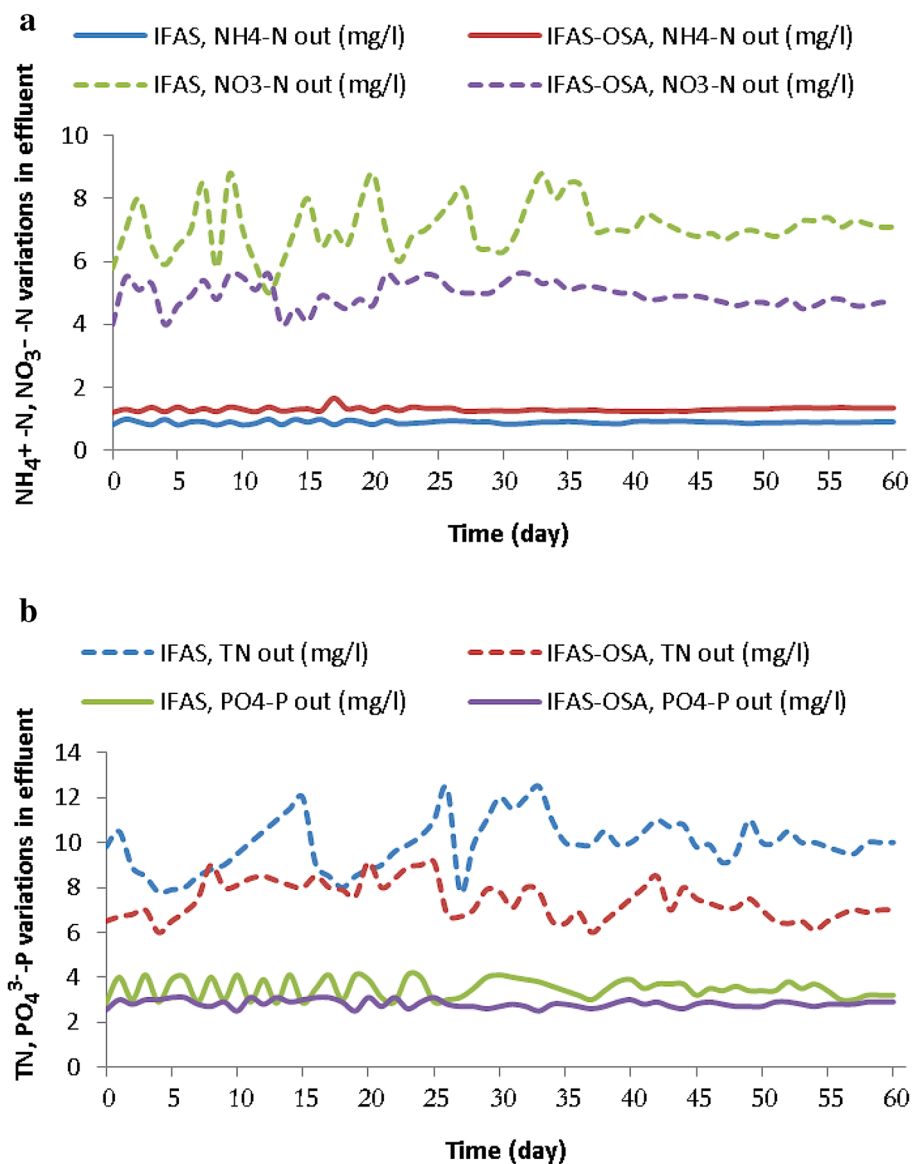 a
IFAS, NH4-N out (mg/l) IFAS-OSA, NH4-N out (mg/l)
IFAS, NO3-N out (mg/l) IFAS-OSA, NO3-N out (mg/l)
NH₄+ -N, NO₃⁻ -N variations in effluent
10
8
6
4
2
0
0 5 10 15 20 25 30 35 40 45 50 55 60
Time (day)
b
IFAS, TN out (mg/l) IFAS-OSA, TN out (mg/l)
IFAS, PO4-P out (mg/l) IFAS-OSA, PO4-P out (mg/l)
TN, PO₄³-P variations in effluent
14
12
10
8
6
4
2
0
0 5 10 15 20 25 30 35 40 45 50 55 60
Time (day)